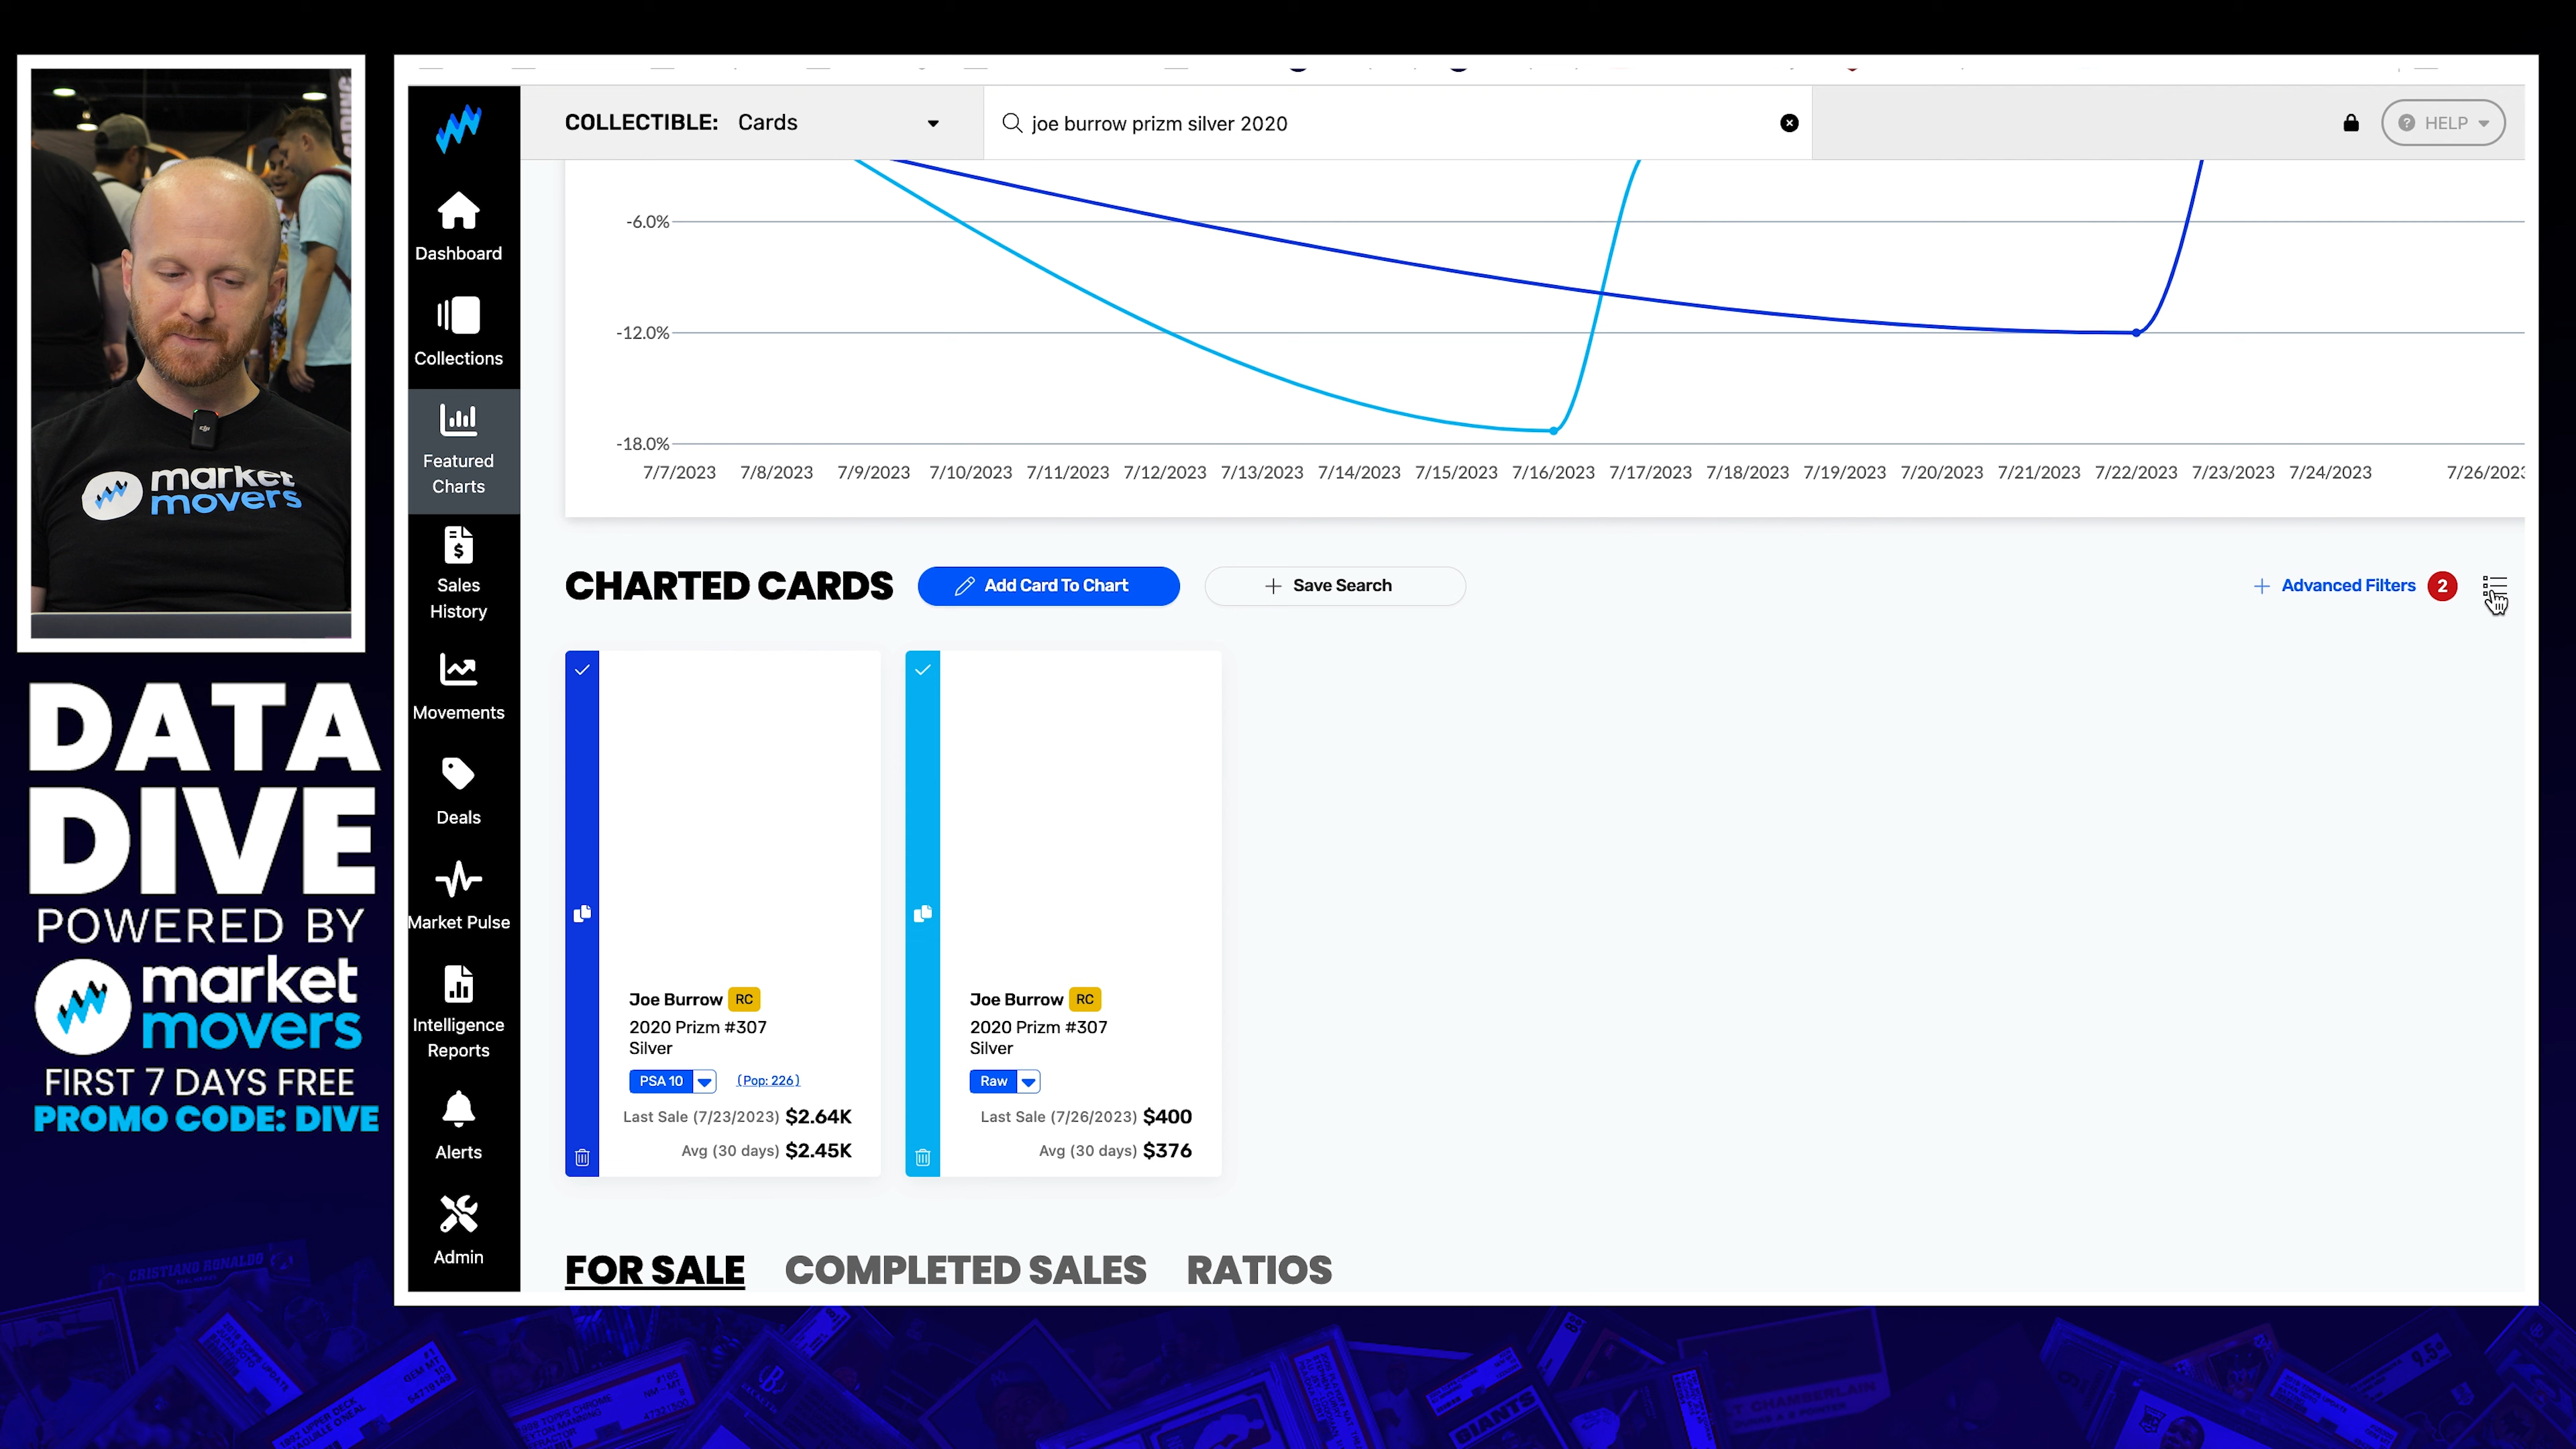 market
movers
DATA
DIVE
POWERED BY
market
movers
FIRST 7 DAYS FREE
PROMO CODE: DIVE
COLLECTIBLE: Cards
joe burrow prizm silver 2020
HELP
Dashboard
Collections
Featured
Charts
Sales
History
Movements
Deals
Market Pulse
Intelligence
Reports
Alerts
Admin
-6.0%
-12.0%
-18.0%
7/7/2023 7/8/2023 7/9/2023 7/10/2023 7/11/2023 7/12/2023 7/13/2023 7/14/2023 7/15/2023 7/16/2023 7/17/2023 7/18/2023 7/19/2023 7/20/2023 7/21/2023 7/22/2023 7/23/2023 7/24/2023 7/26/2023
CHARTED CARDS
Add Card To Chart
+ Save Search
+ Advanced Filters 2
Joe Burrow RC
2020 Prizm #307
Silver
PSA 10 (Pop: 226)
Last Sale (7/23/2023) $2.64K
Avg (30 days) $2.45K
Joe Burrow RC
2020 Prizm #307
Silver
Raw
Last Sale (7/26/2023) $400
Avg (30 days) $376
FOR SALE COMPLETED SALES RATIOS
CRISTIANO RONALDO
GIANTS